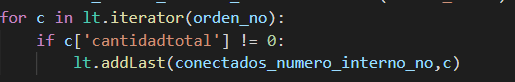 for c in lt.iterator(orden_no):
    if c['cantidadtotal'] != 0:
        lt.addLast(conectados_numero_interno_no,c)